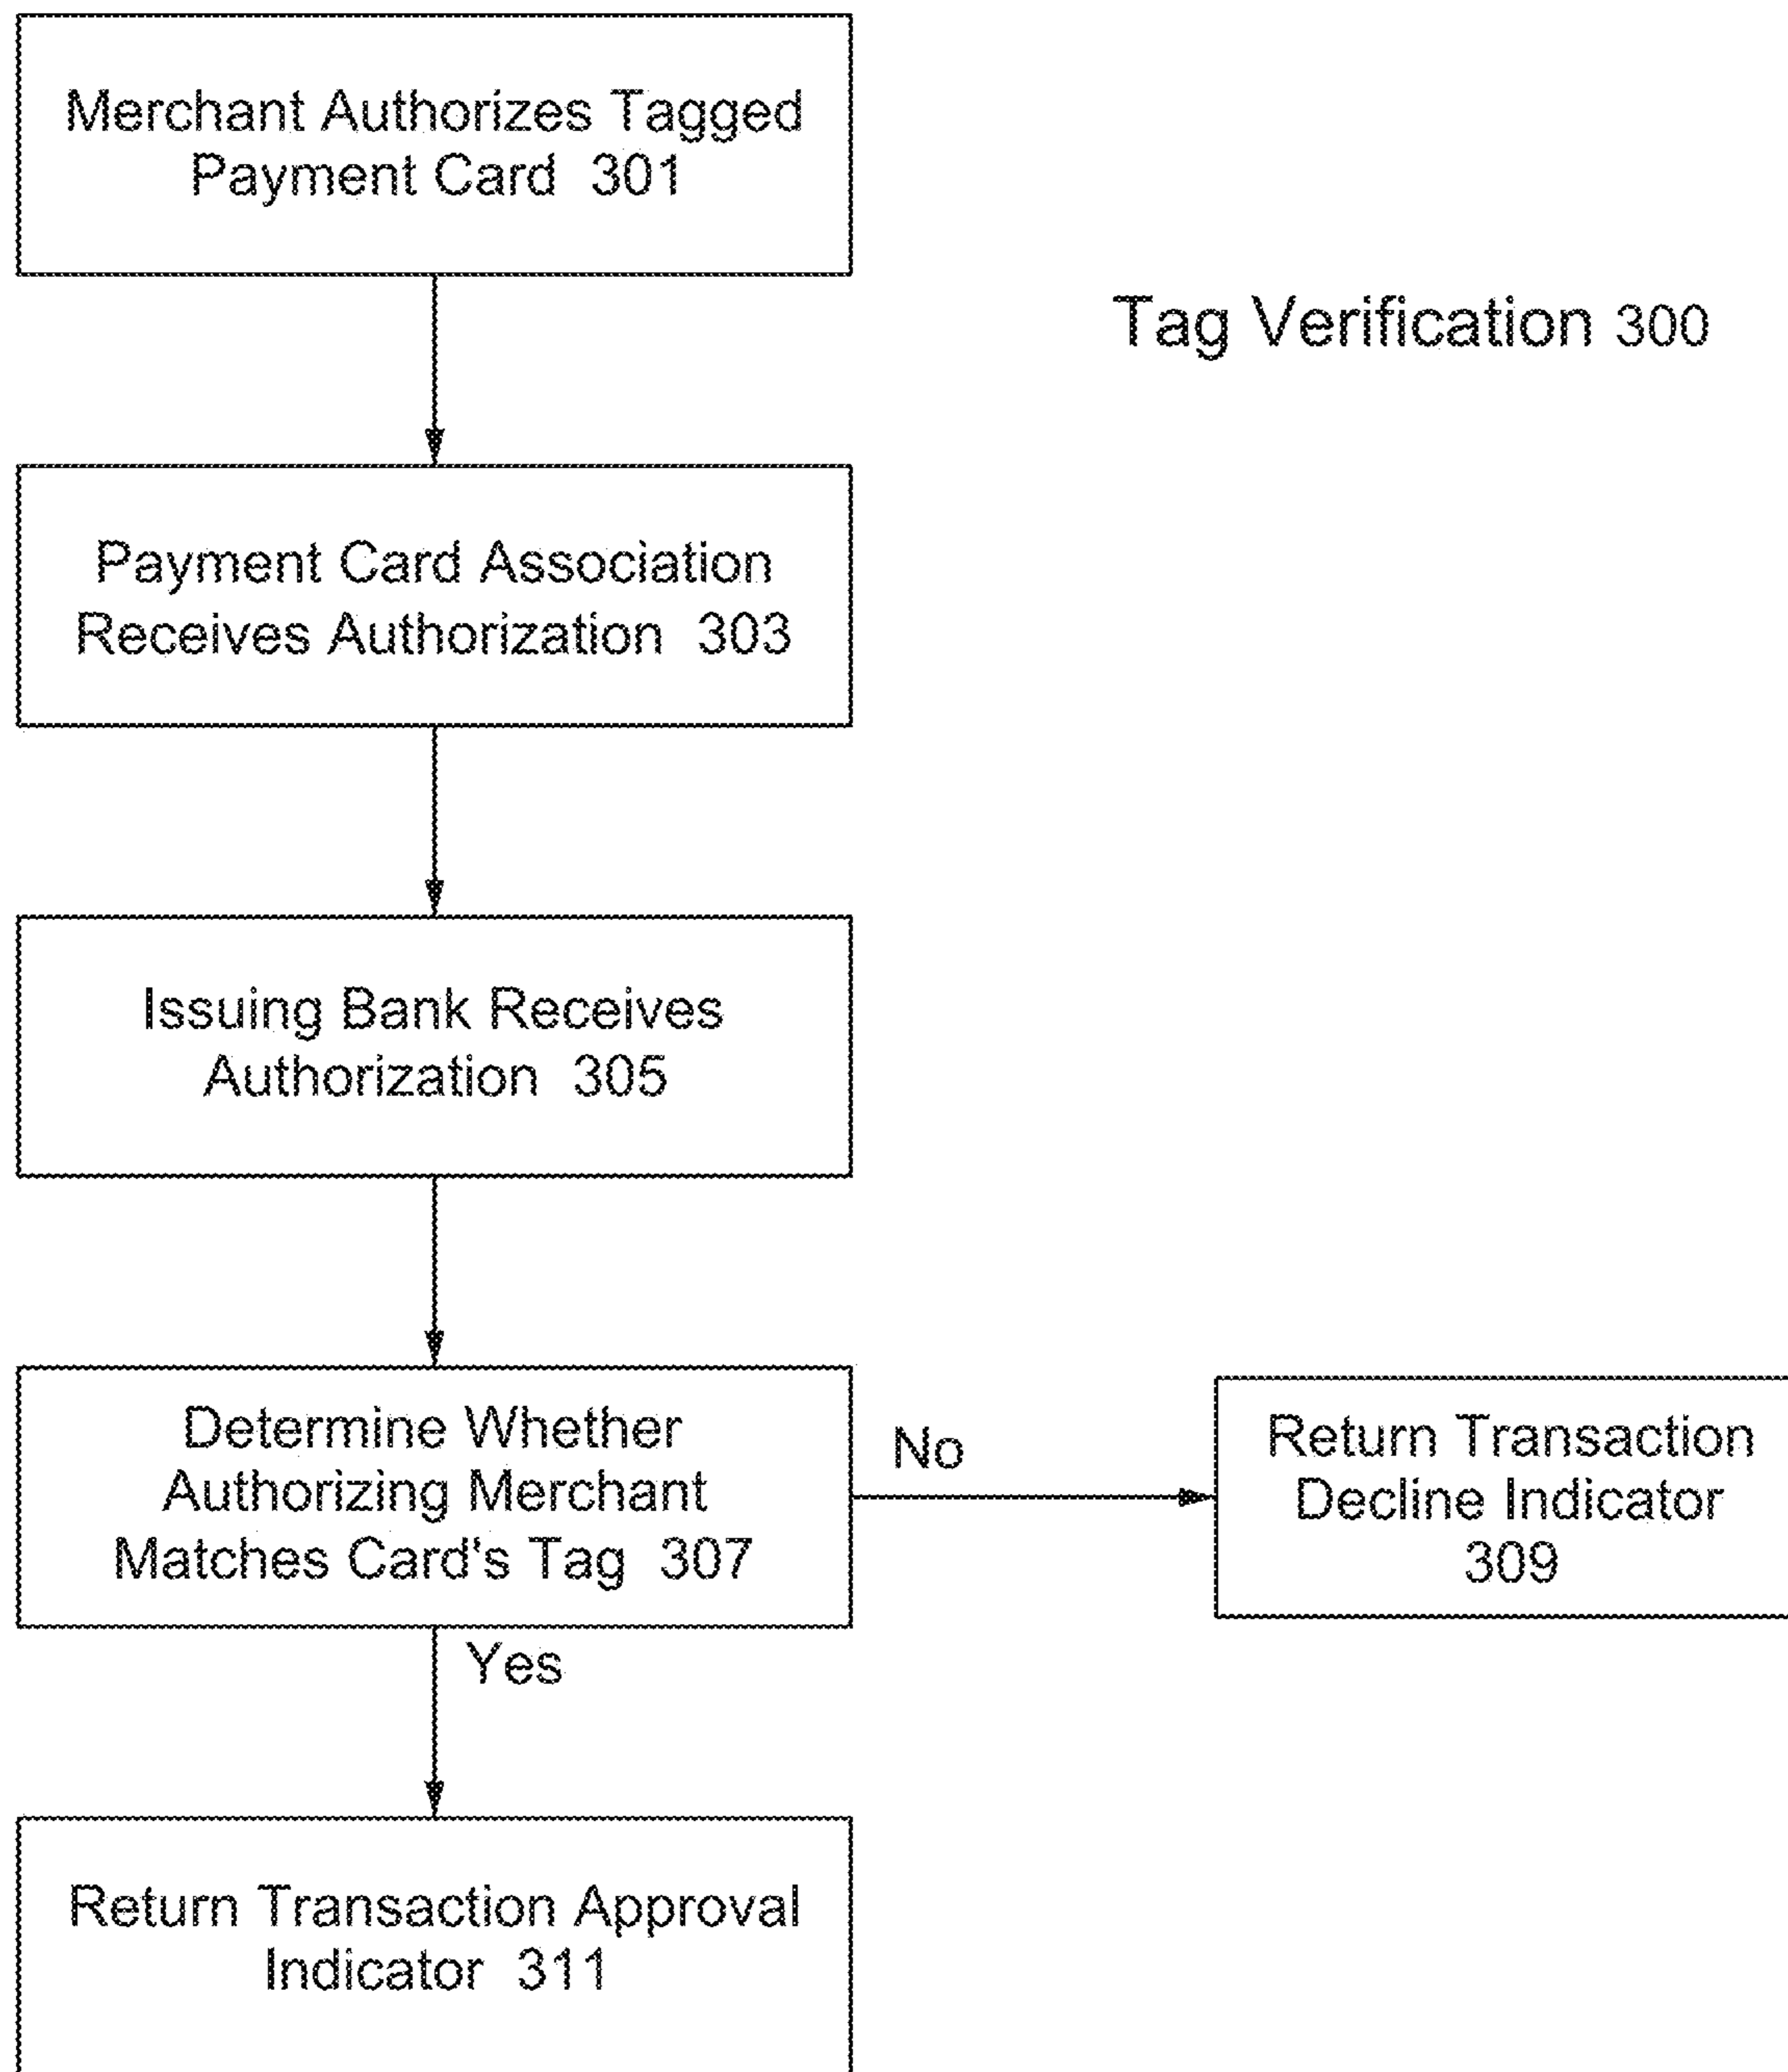 Merchant Authorizes Tagged
Payment Card 301
Tag Verification 300
Payment Card Association
Receives Authorization 303
Issuing Bank Receives
Authorization 305
Determine Whether
Authorizing Merchant
Matches Card's Tag 307
No
Return Transaction
Decline Indicator
309
Yes
Return Transaction Approval
Indicator 311